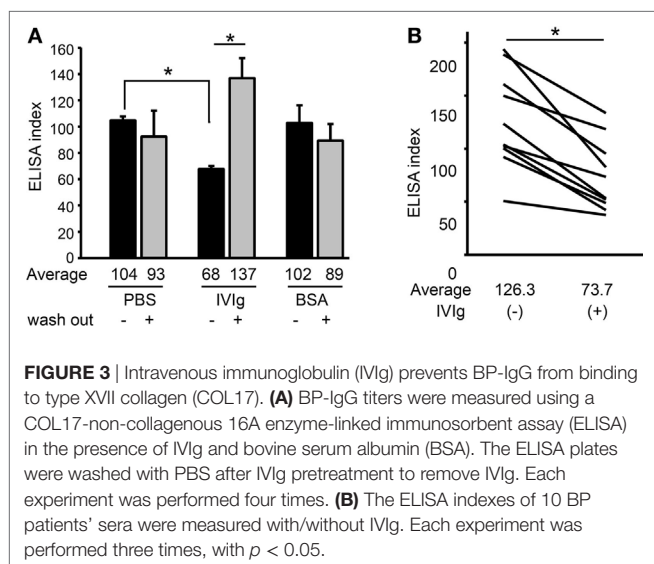 A
B
ELISA index
160
140
120
100
80
60
40
20
0
*
*
Average 104 93 68 137 102 89
PBS IVIg BSA
wash out - + - + - +
ELISA index
200
150
100
50
0
*
Average 126.3 73.7
IVIg (-) (+)
FIGURE 3 | Intravenous immunoglobulin (IVIg) prevents BP-IgG from binding
to type XVII collagen (COL17). (A) BP-IgG titers were measured using a
COL17-non-collagenous 16A enzyme-linked immunosorbent assay (ELISA)
in the presence of IVIg and bovine serum albumin (BSA). The ELISA plates
were washed with PBS after IVIg pretreatment to remove IVIg. Each
experiment was performed four times. (B) The ELISA indexes of 10 BP
patients’ sera were measured with/without IVIg. Each experiment was
performed three times, with p < 0.05.